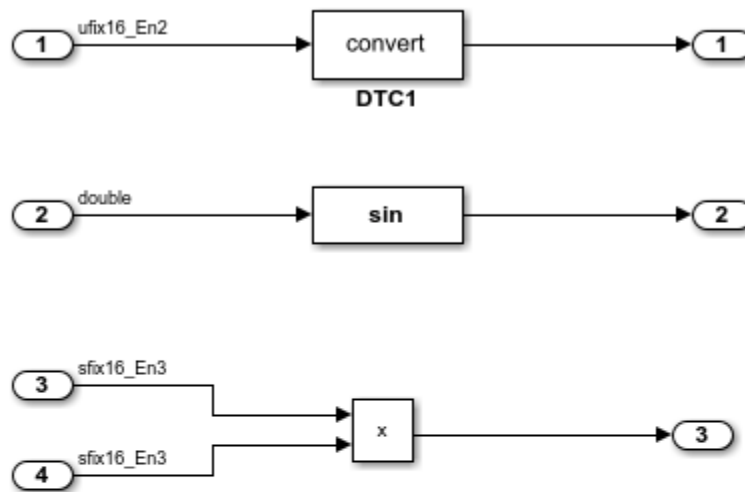 ufix16_En2
1
convert
1
DTC1
double
2
sin
2
sfix16_En3
3
x
3
sfix16_En3
4